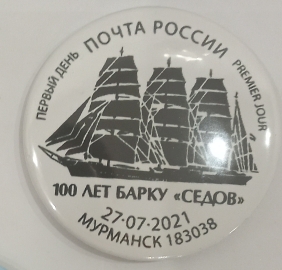 ПОЧТА РОССИИ
ПЕРВЫЙ ДЕНЬ
PREMIER JOUR
100 ЛЕТ БАРКУ «СЕДОВ»
27·07·2021
МУРМАНСК 183038